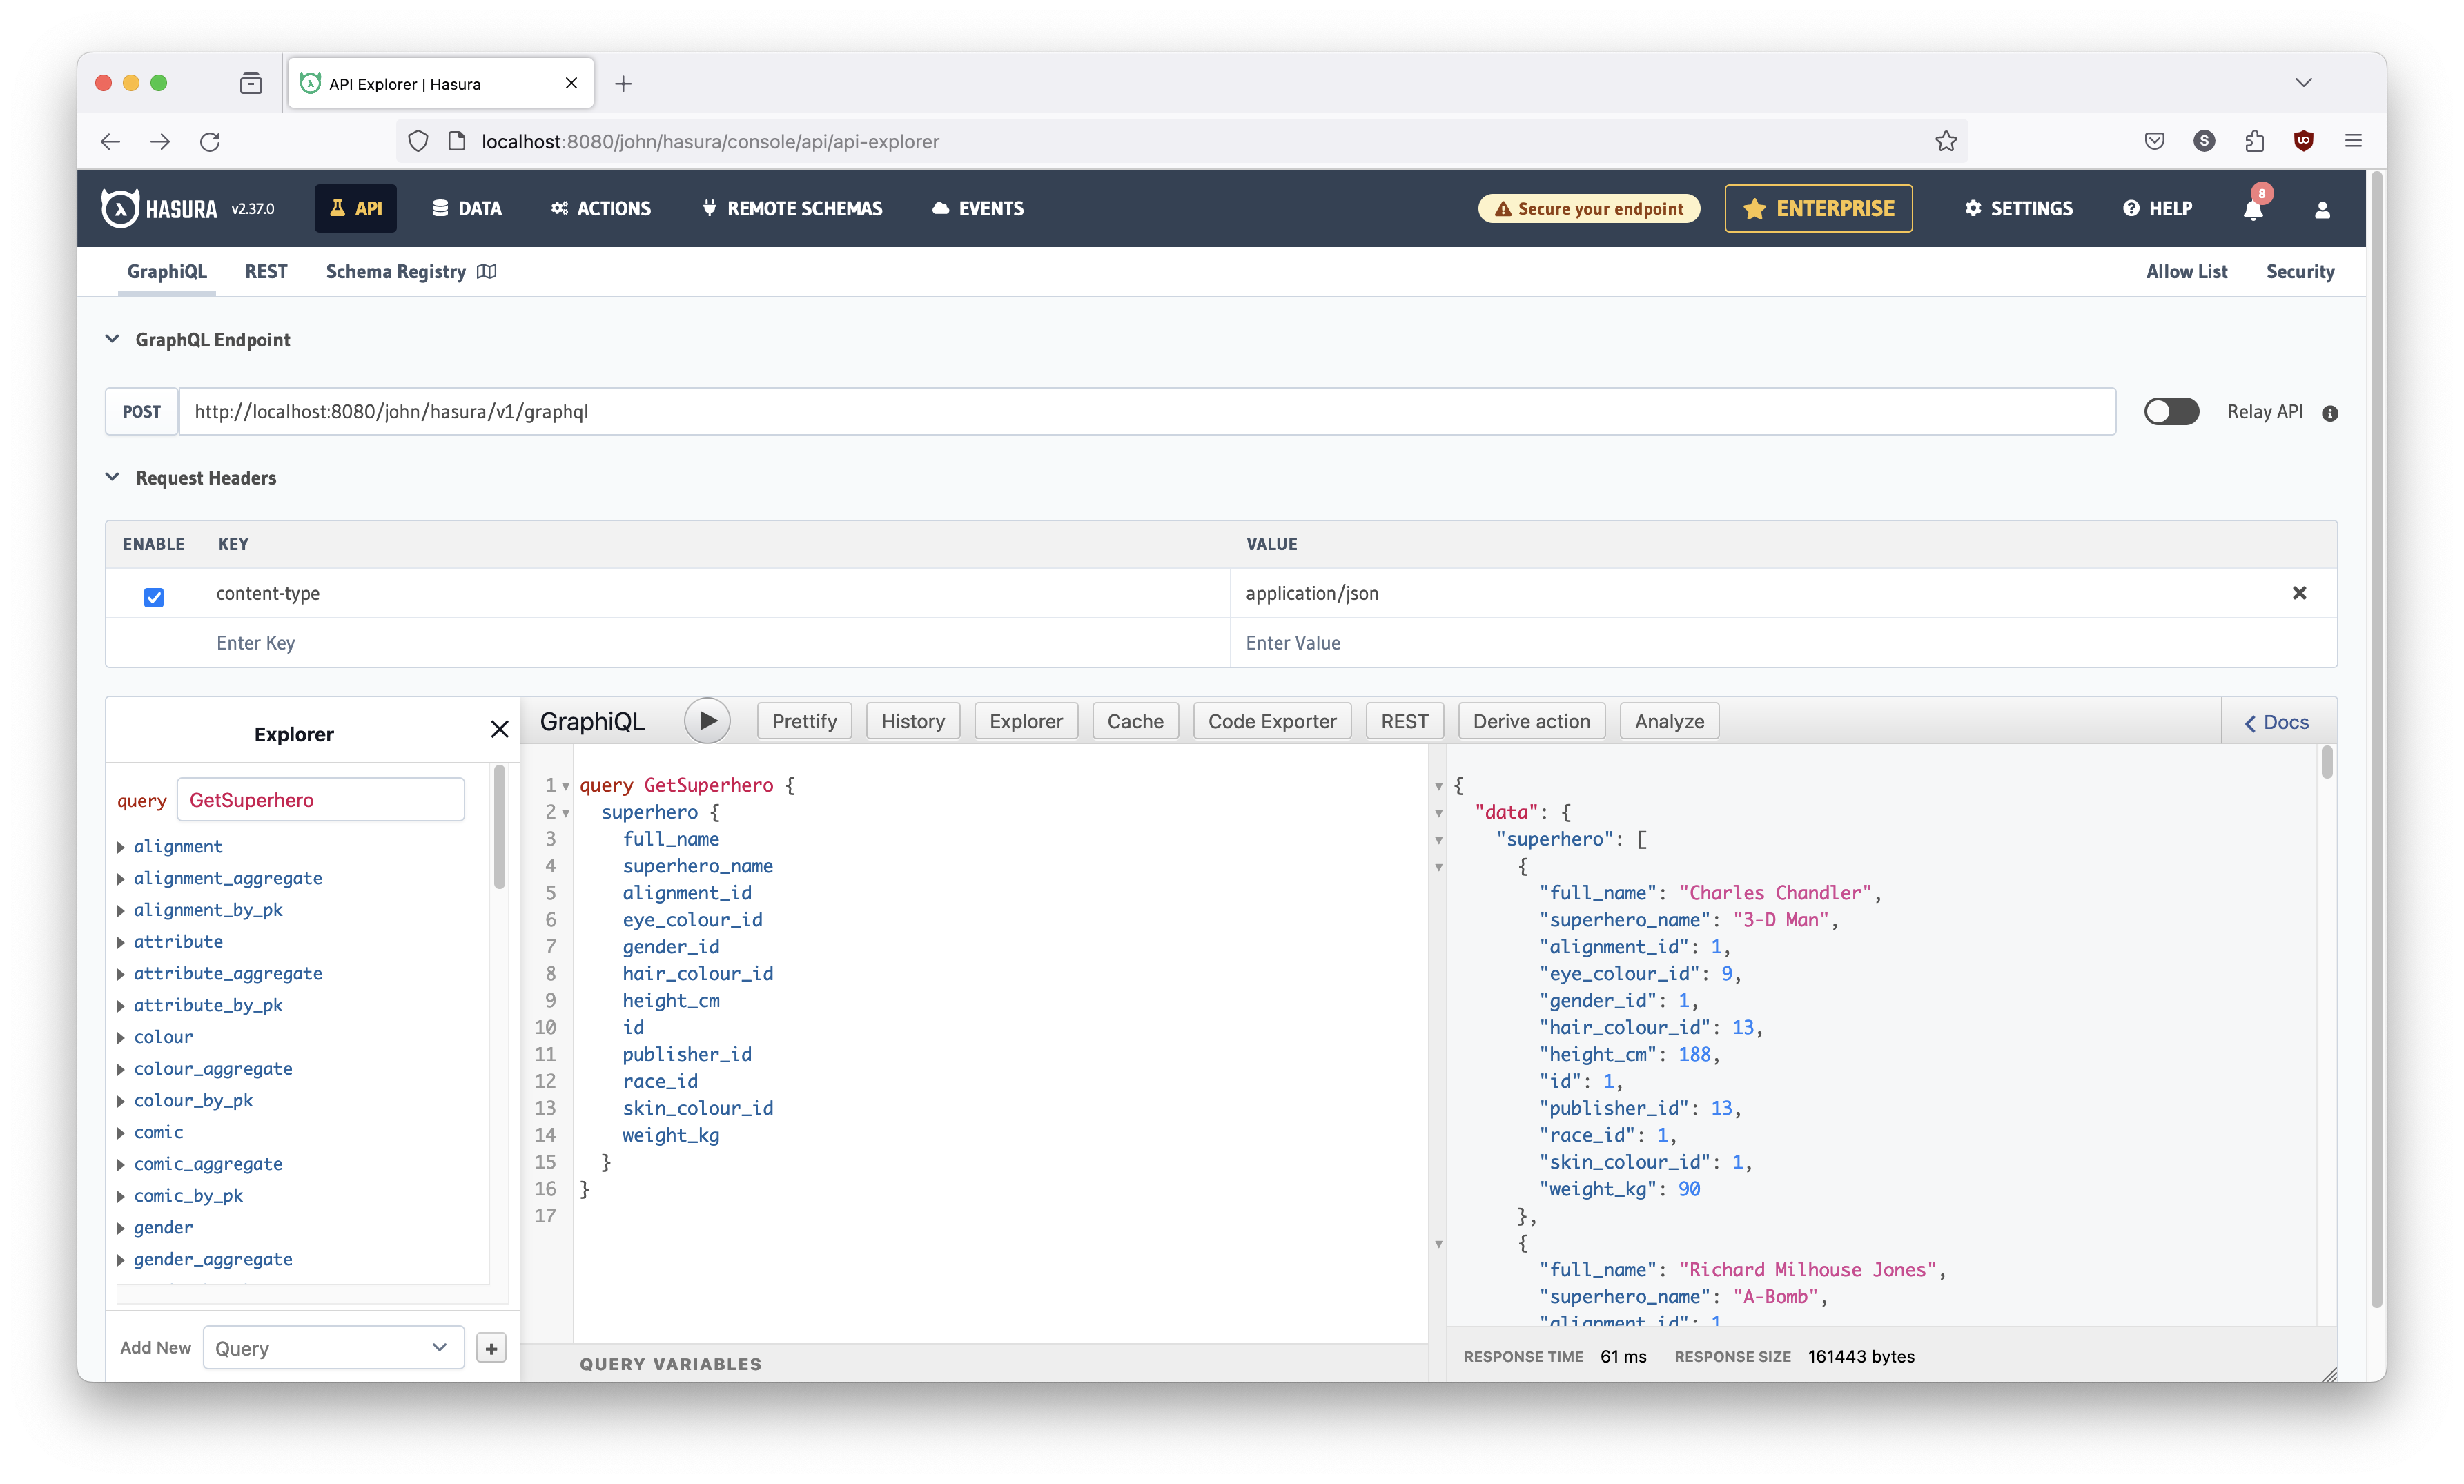 API Explorer | Hasura
localhost:8080/john/hasura/console/api/api-explorer
S
HASURA v2.37.0 API DATA ACTIONS REMOTE SCHEMAS EVENTS Secure your endpoint ENTERPRISE SETTINGS HELP 8
GraphiQL REST Schema Registry Allow List Security
GraphQL Endpoint
POST http://localhost:8080/john/hasura/v1/graphql Relay API
Request Headers
ENABLE KEY VALUE
content-type application/json
Enter Key Enter Value
Explorer
query GetSuperhero
alignment
alignment_aggregate
alignment_by_pk
attribute
attribute_aggregate
attribute_by_pk
colour
colour_aggregate
colour_by_pk
comic
comic_aggregate
comic_by_pk
gender
gender_aggregate
Add New Query +
GraphiQL Prettify History Explorer Cache Code Exporter REST Derive action Analyze Docs
1 query GetSuperhero {
2 superhero {
3 full_name
4 superhero_name
5 alignment_id
6 eye_colour_id
7 gender_id
8 hair_colour_id
9 height_cm
10 id
11 publisher_id
12 race_id
13 skin_colour_id
14 weight_kg
15 }
16 }
17
QUERY VARIABLES
{
"data": {
"superhero": [
{
"full_name": "Charles Chandler",
"superhero_name": "3-D Man",
"alignment_id": 1,
"eye_colour_id": 9,
"gender_id": 1,
"hair_colour_id": 13,
"height_cm": 188,
"id": 1,
"publisher_id": 13,
"race_id": 1,
"skin_colour_id": 1,
"weight_kg": 90
},
{
"full_name": "Richard Milhouse Jones",
"superhero_name": "A-Bomb",
"alignment_id": 1
RESPONSE TIME 61 ms RESPONSE SIZE 161443 bytes